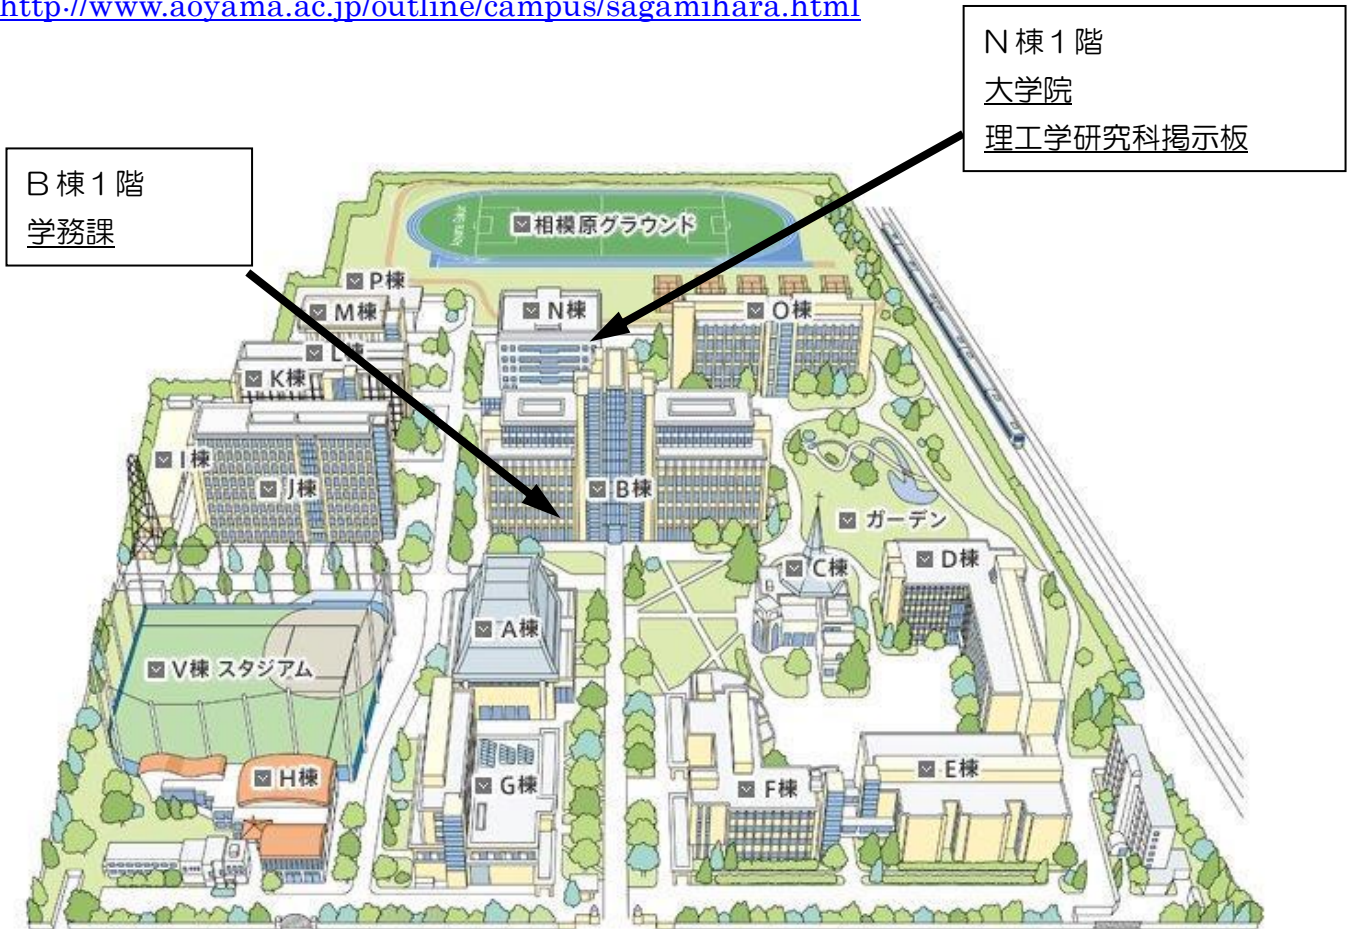 http://www.aoyama.ac.jp/outline/campus/sagamihara.html
N棟1階
大学院
理工学研究科掲示板
B棟1階
学務課
相模原グラウンド
P棟
M棟
N棟
O棟
L棟
K棟
I棟
J棟
B棟
ガーデン
C棟
D棟
A棟
V棟 スタジアム
H棟
G棟
F棟
E棟